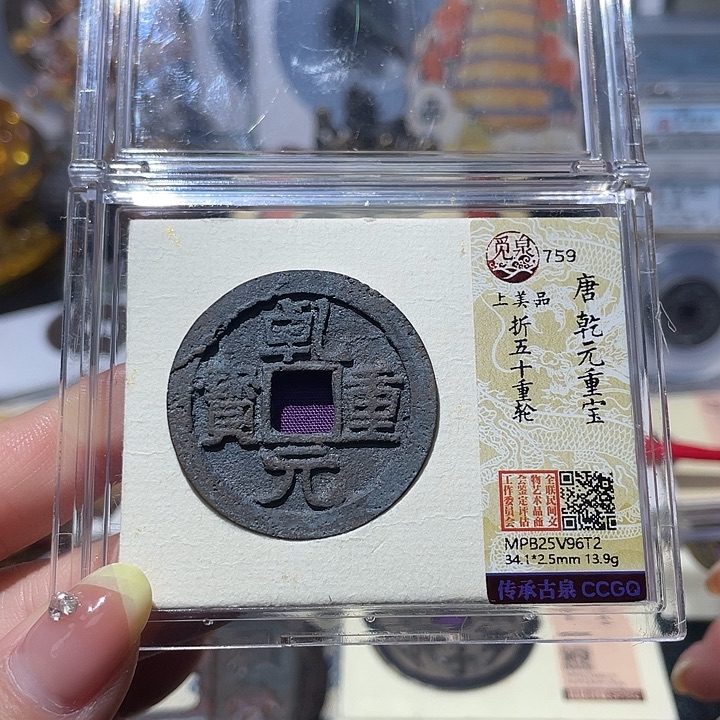 乾元重寳
觅泉
759
上美品
唐 乾元重宝
折五十重轮
全联民间文
物艺术品商
会鉴定评估
工作委员会
MPB25V96T2
34.1*2.5mm 13.9g
传承古泉 CCGQ